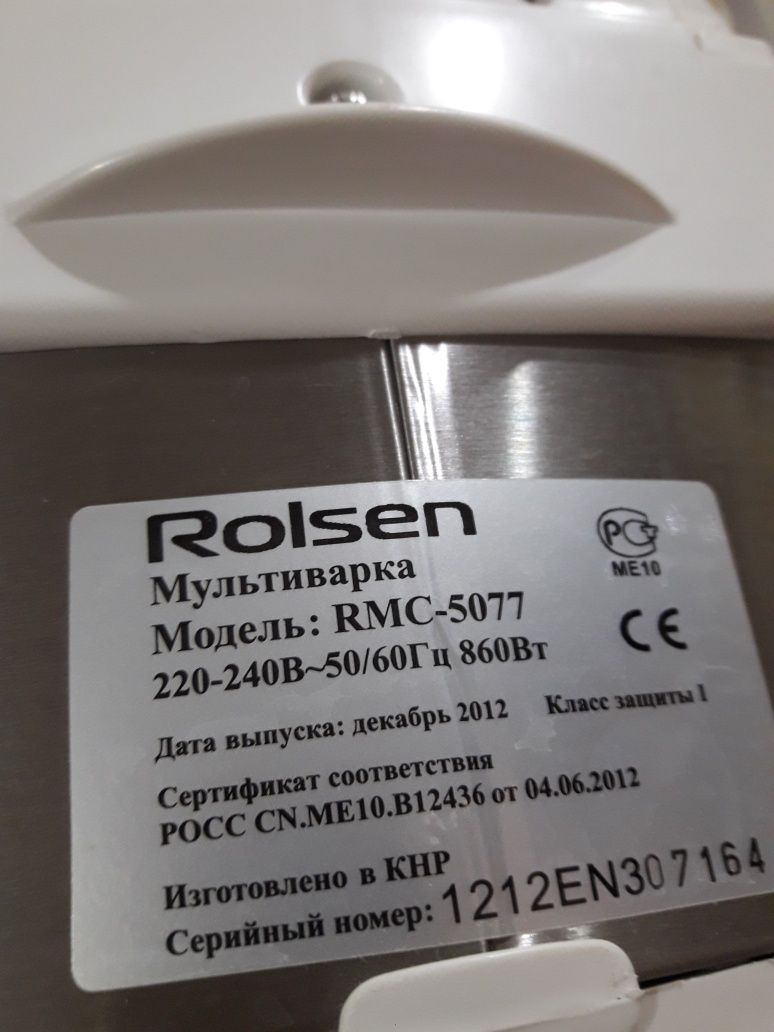 Rolsen
Мультиварка
Модель: RMC-5077
220-240В~50/60Гц 860Вт
Дата выпуска: декабрь 2012 Класс защиты I
Сертификат соответствия
РОСС CN.ME10.B12436 от 04.06.2012
Изготовлено в КНР
Серийный номер: 1212EN307164
РС
ME10
CE